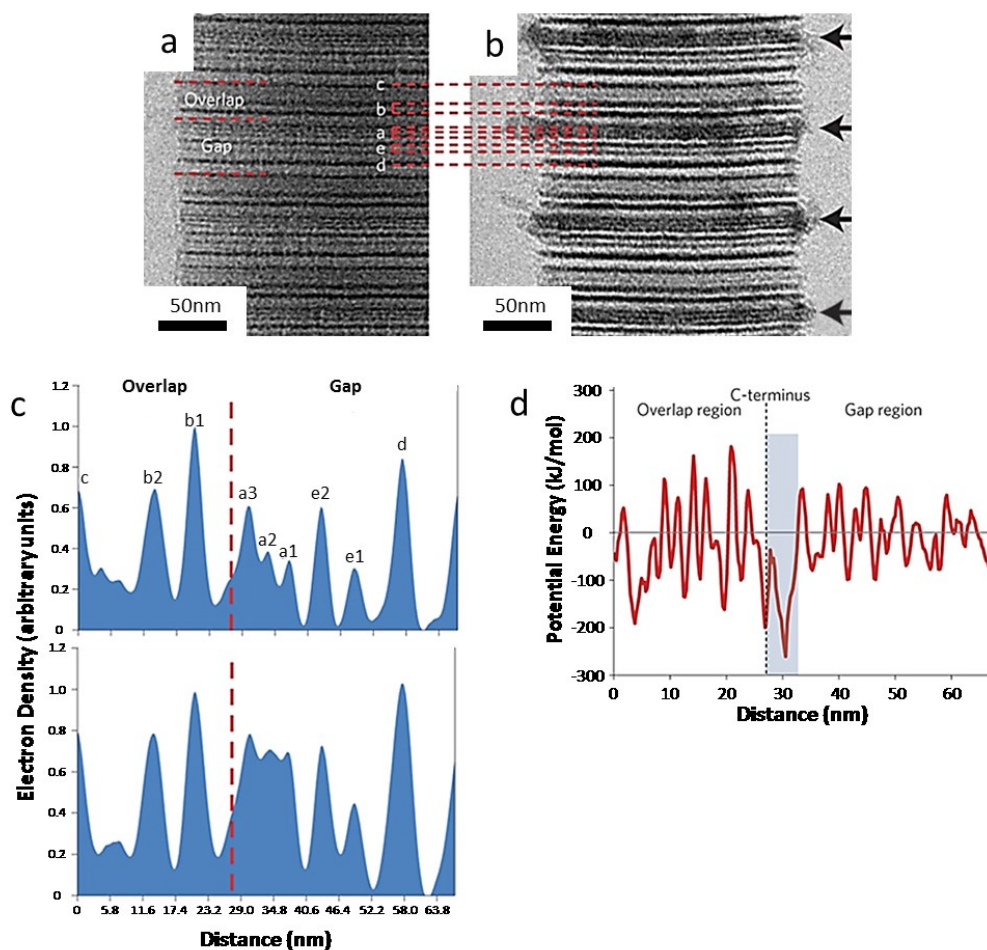 a
Overlap
Gap
50nm
b
c
b
a
e
d
50nm
c
Overlap
Gap
1.2
1.0
0.8
0.6
0.4
0.2
0
c
b2
b1
a3
a2
a1
e2
e1
d
1.2
1.0
0.8
0.6
0.4
0.2
0
0 5.8 11.6 17.4 23.2 29.0 34.8 40.6 46.4 52.2 58.0 63.8
Electron Density (arbitrary units)
Distance (nm)
d
C-terminus
Overlap region
Gap region
300
200
100
0
-100
-200
-300
0 10 20 30 40 50 60
Potential Energy (kJ/mol)
Distance (nm)